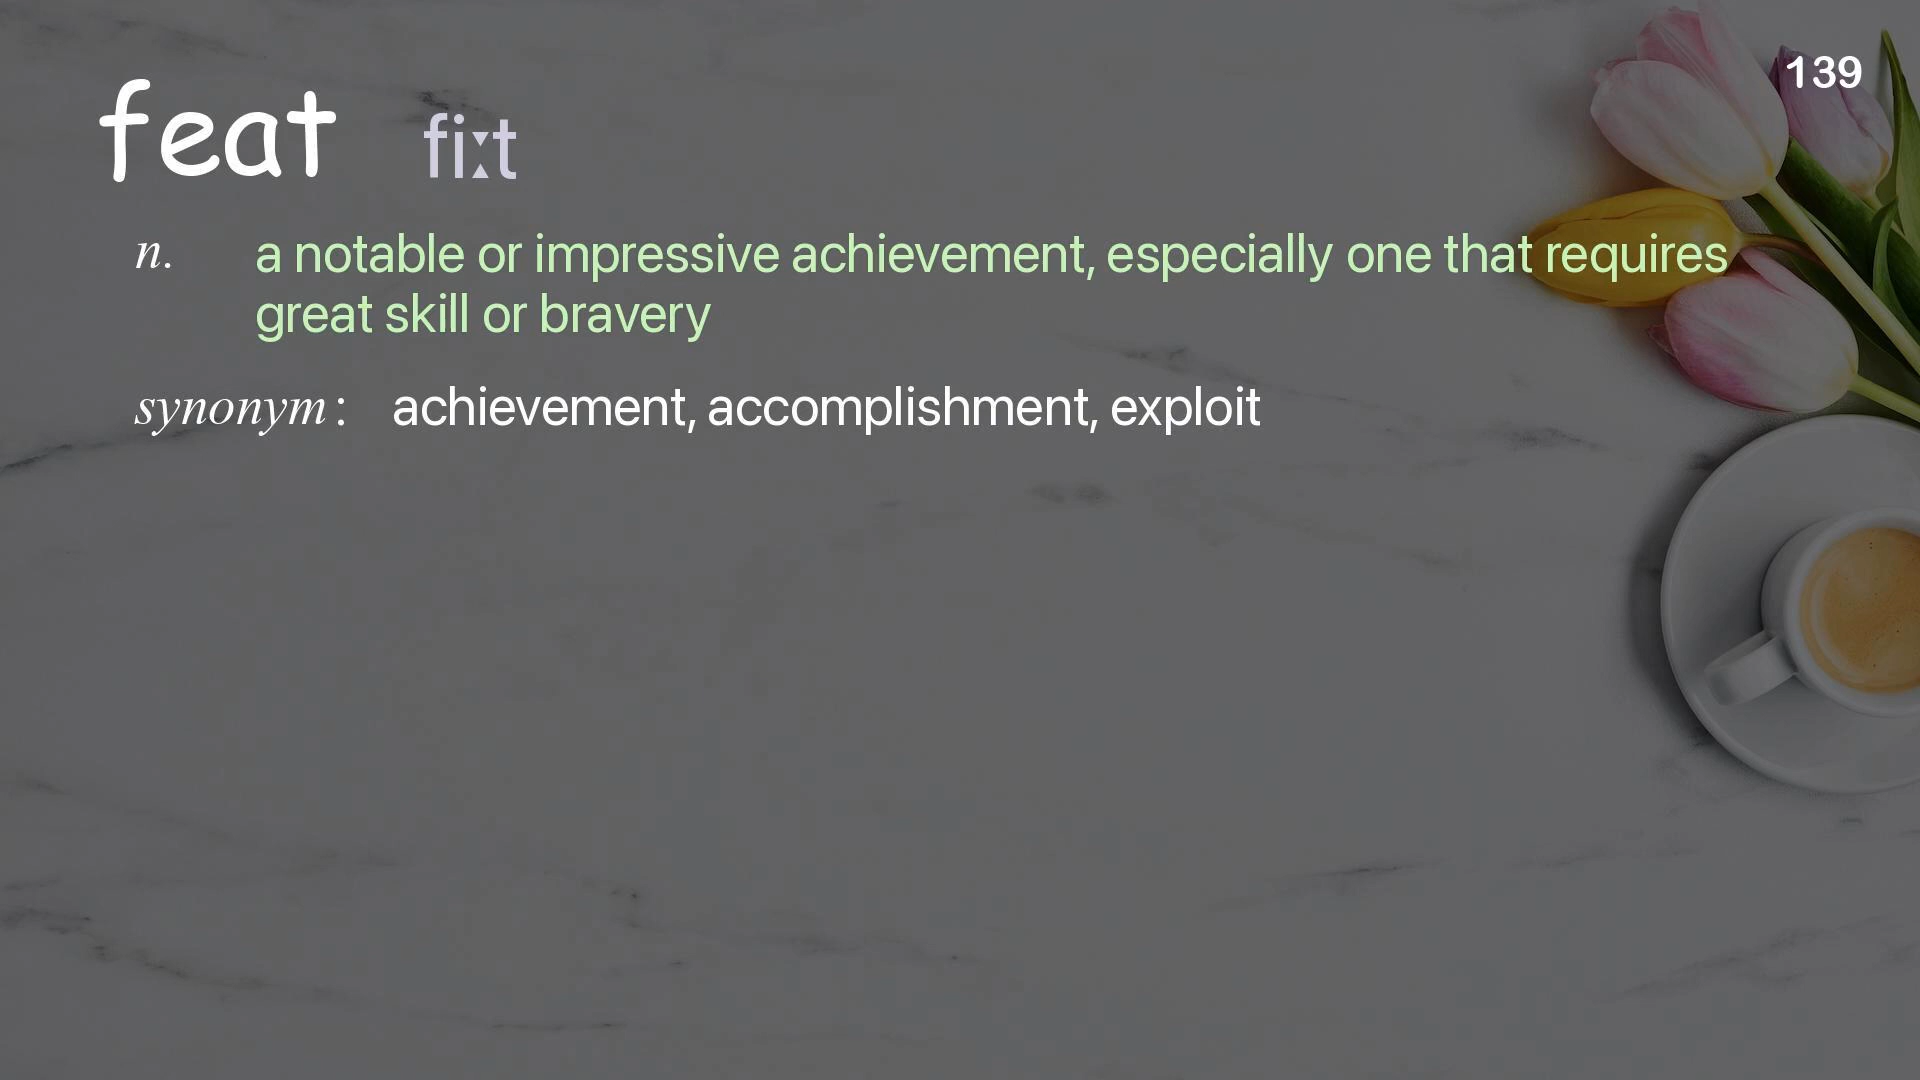 139
feat fiːt
n. a notable or impressive achievement, especially one that requires
great skill or bravery
synonym: achievement, accomplishment, exploit